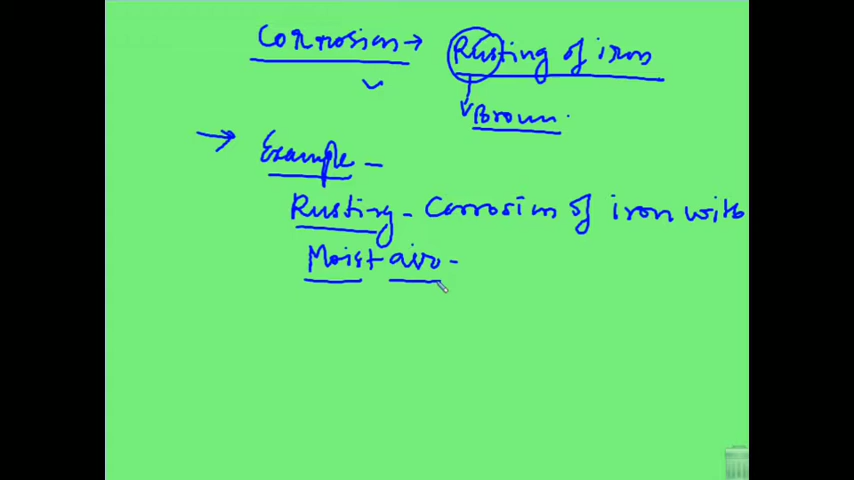 Corrosion → Rusting of iron
Brown.
→ Example -
Rusting - Corrosion of iron with
Moist air -